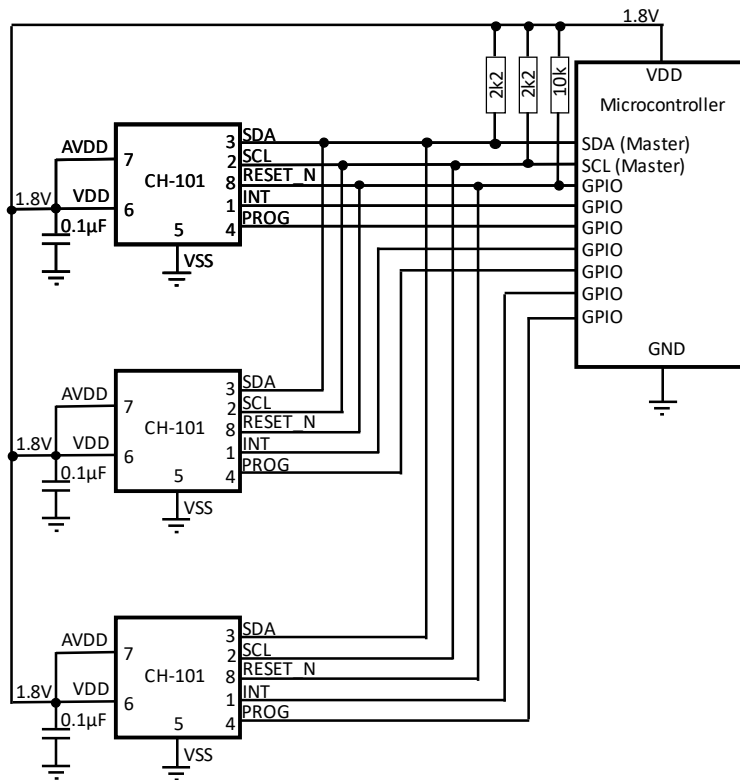 1.8V
2k2
2k2
10k
VDD
Microcontroller
SDA (Master)
SCL (Master)
GPIO
GPIO
GPIO
GPIO
GPIO
GPIO
GPIO
GND
AVDD
7
CH-101
3
SDA
2
SCL
8
RESET_N
1.8V
VDD
6
1
INT
0.1µF
5
4
PROG
VSS
AVDD
7
CH-101
3
SDA
2
SCL
8
RESET_N
1.8V
VDD
6
1
INT
0.1µF
5
4
PROG
VSS
AVDD
7
CH-101
3
SDA
2
SCL
8
RESET_N
1.8V
VDD
6
1
INT
0.1µF
5
4
PROG
VSS